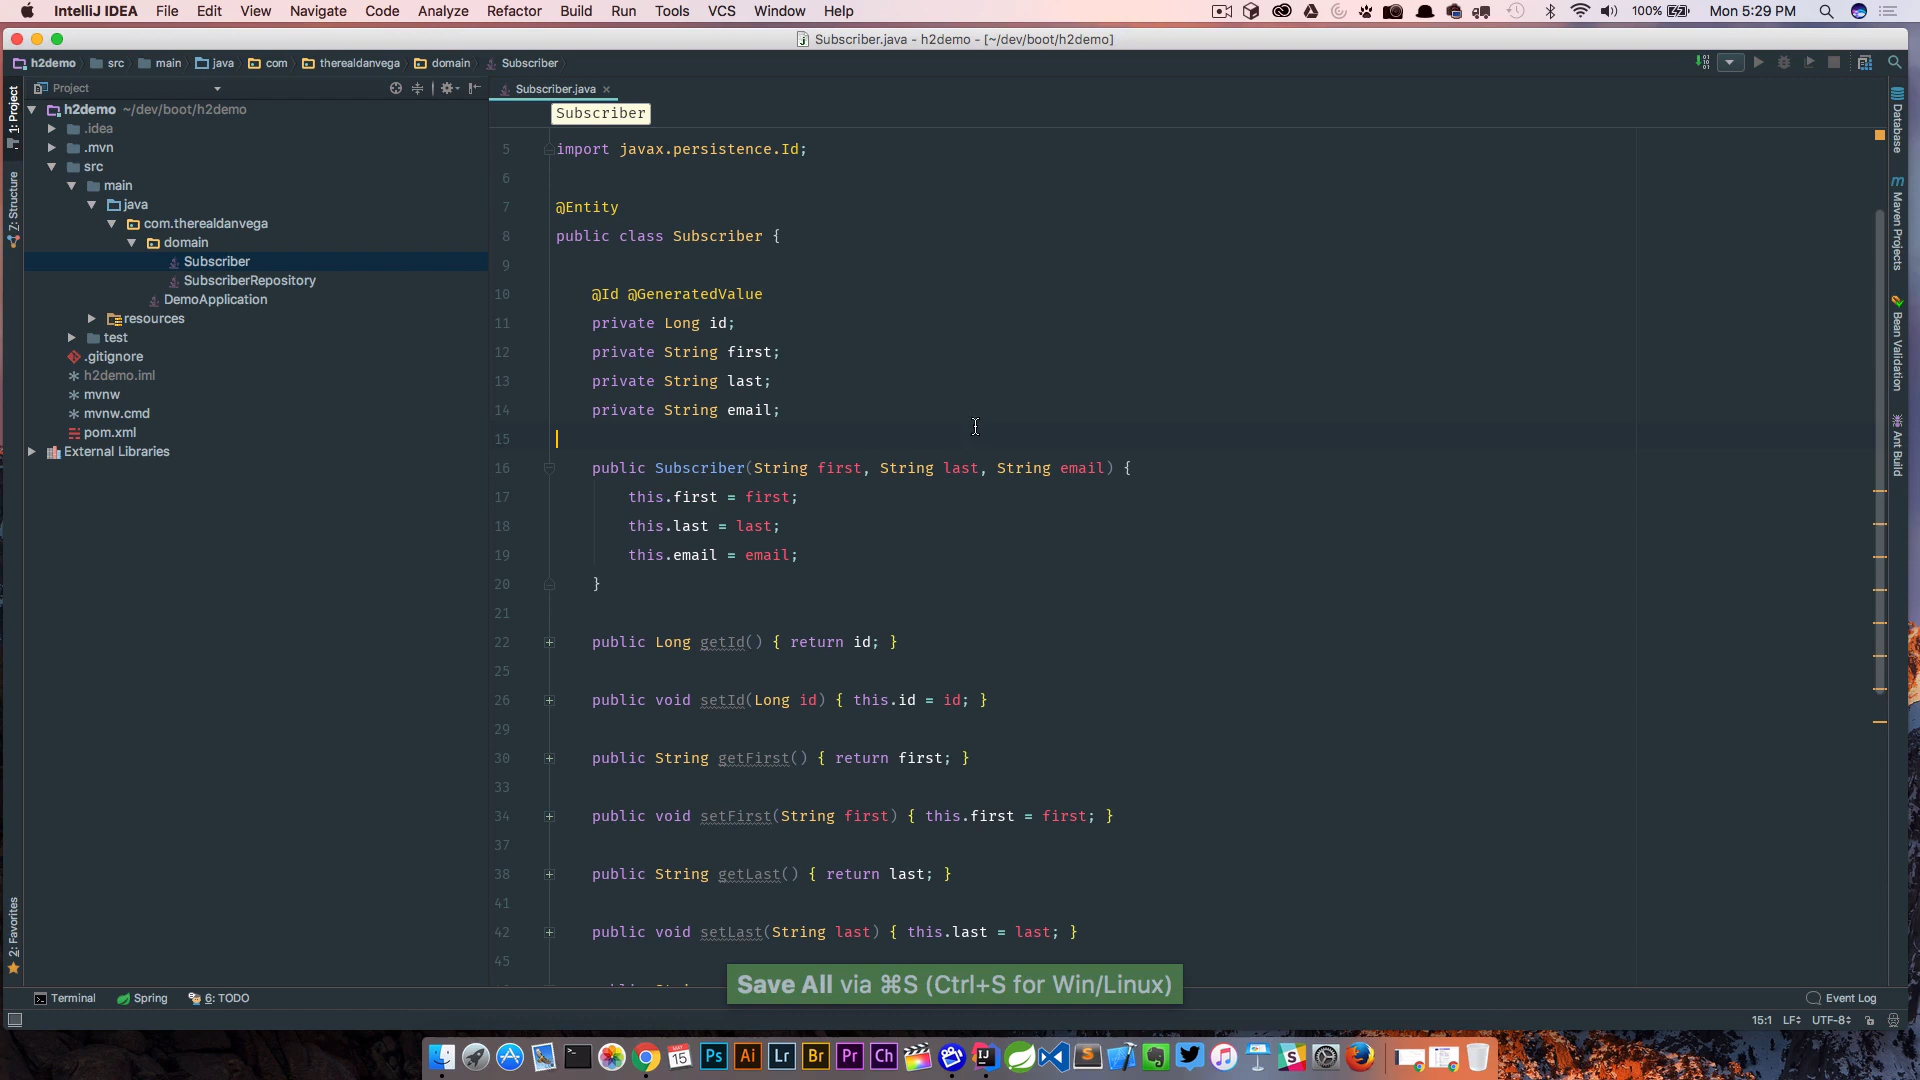 IntelliJ IDEA File Edit View Navigate Code Analyze Refactor Build Run Tools VCS Window Help 100% Mon 5:29 PM
Subscriber.java - h2demo - [~/dev/boot/h2demo]
h2demo src main java com therealdanvega domain Subscriber
Project
Subscriber.java
1: Project
Z: Structure
2: Favorites
h2demo ~/dev/boot/h2demo
.idea
.mvn
src
main
java
com.therealdanvega
domain
Subscriber
SubscriberRepository
DemoApplication
resources
test
.gitignore
h2demo.iml
mvnw
mvnw.cmd
pom.xml
External Libraries
Subscriber
5 import javax.persistence.Id;
6
7 @Entity
8 public class Subscriber {
9
10 @Id @GeneratedValue
11 private Long id;
12 private String first;
13 private String last;
14 private String email;
15
16 public Subscriber(String first, String last, String email) {
17 this.first = first;
18 this.last = last;
19 this.email = email;
20 }
21
22 public Long getId() { return id; }
25
26 public void setId(Long id) { this.id = id; }
29
30 public String getFirst() { return first; }
33
34 public void setFirst(String first) { this.first = first; }
37
38 public String getLast() { return last; }
41
42 public void setLast(String last) { this.last = last; }
45
Database
Maven Projects
Bean Validation
Ant Build
Save All via ⌘S (Ctrl+S for Win/Linux)
Terminal Spring 6: TODO Event Log
15:1 LF UTF-8
MAY 15 Ps Ai Lr Br Pr Ch IJ S